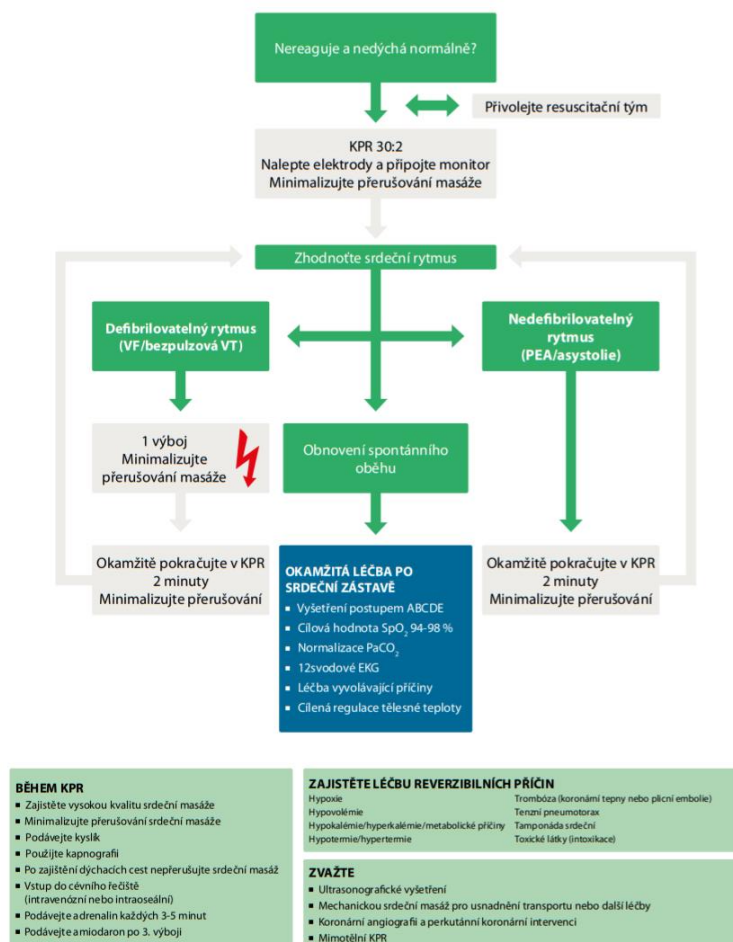 Nereaguje a nedýchá normálně?
Přivolejte resuscitační tým
KPR 30:2
Nalepte elektrody a připojte monitor
Minimalizujte přerušování masáže
Zhodnoťte srdeční rytmus
Defibrilovatelný rytmus
(VF/bezpulzová VT)
Nedefibrilovatelný
rytmus
(PEA/asystolie)
1 výboj
Minimalizujte
přerušování masáže
Obnovení spontánního
oběhu
Okamžitě pokračujte v KPR
2 minuty
Minimalizujte přerušování
OKAMŽITÁ LÉČBA PO
SRDEČNÍ ZÁSTAVĚ
▪ Vyšetření postupem ABCDE
▪ Cílová hodnota SpO₂ 94-98 %
▪ Normalizace PaCO₂
▪ 12svodové EKG
▪ Léčba vyvolávající příčiny
▪ Cílená regulace tělesné teploty
Okamžitě pokračujte v KPR
2 minuty
Minimalizujte přerušování
BĚHEM KPR
▪ Zajistěte vysokou kvalitu srdeční masáže
▪ Minimalizujte přerušování srdeční masáže
▪ Podávejte kyslík
▪ Použijte kapnografii
▪ Po zajištění dýchacích cest nepřerušujte srdeční masáž
▪ Vstup do cévního řečiště
(intravenózní nebo intraoseální)
▪ Podávejte adrenalin každých 3-5 minut
▪ Podávejte amiodaron po 3. výboji
ZAJISTĚTE LÉČBU REVERZIBILNÍCH PŘÍČIN
Hypoxie
Hypovolémie
Hypokalémie/hyperkalémie/metabolické příčiny
Hypotermie/hypertermie
Trombóza (koronární tepny nebo plicní embolie)
Tenzní pneumotorax
Tamponáda srdeční
Toxické látky (intoxikace)
ZVAŽTE
▪ Ultrasonografické vyšetření
▪ Mechanickou srdeční masáž pro usnadnění transportu nebo další léčby
▪ Koronární angiografii a perkutánní koronární intervenci
▪ Mimotělní KPR